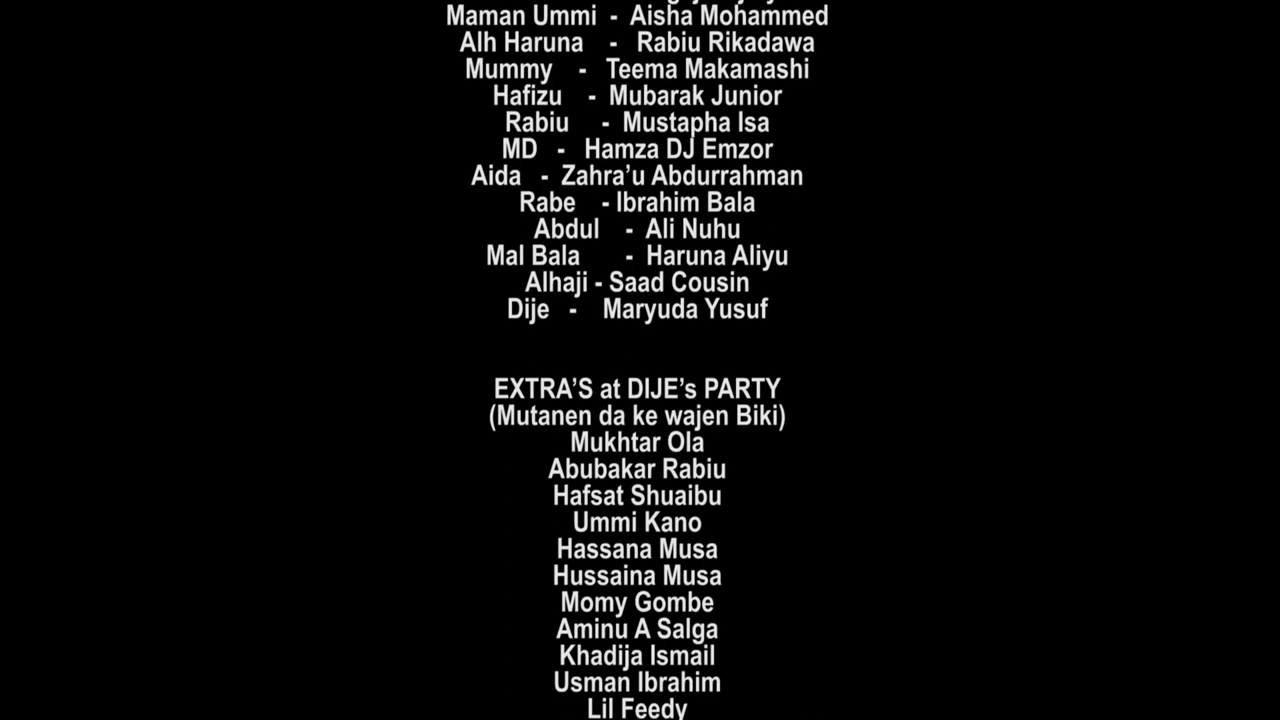 Maman Ummi - Aisha Mohammed
Alh Haruna - Rabiu Rikadawa
Mummy - Teema Makamashi
Hafizu - Mubarak Junior
Rabiu - Mustapha Isa
MD - Hamza DJ Emzor
Aida - Zahra’u Abdurrahman
Rabe - Ibrahim Bala
Abdul - Ali Nuhu
Mal Bala - Haruna Aliyu
Alhaji - Saad Cousin
Dije - Maryuda Yusuf
EXTRA’S at DIJE’s PARTY
(Mutanen da ke wajen Biki)
Mukhtar Ola
Abubakar Rabiu
Hafsat Shuaibu
Ummi Kano
Hassana Musa
Hussaina Musa
Momy Gombe
Aminu A Salga
Khadija Ismail
Usman Ibrahim
Lil Feedy